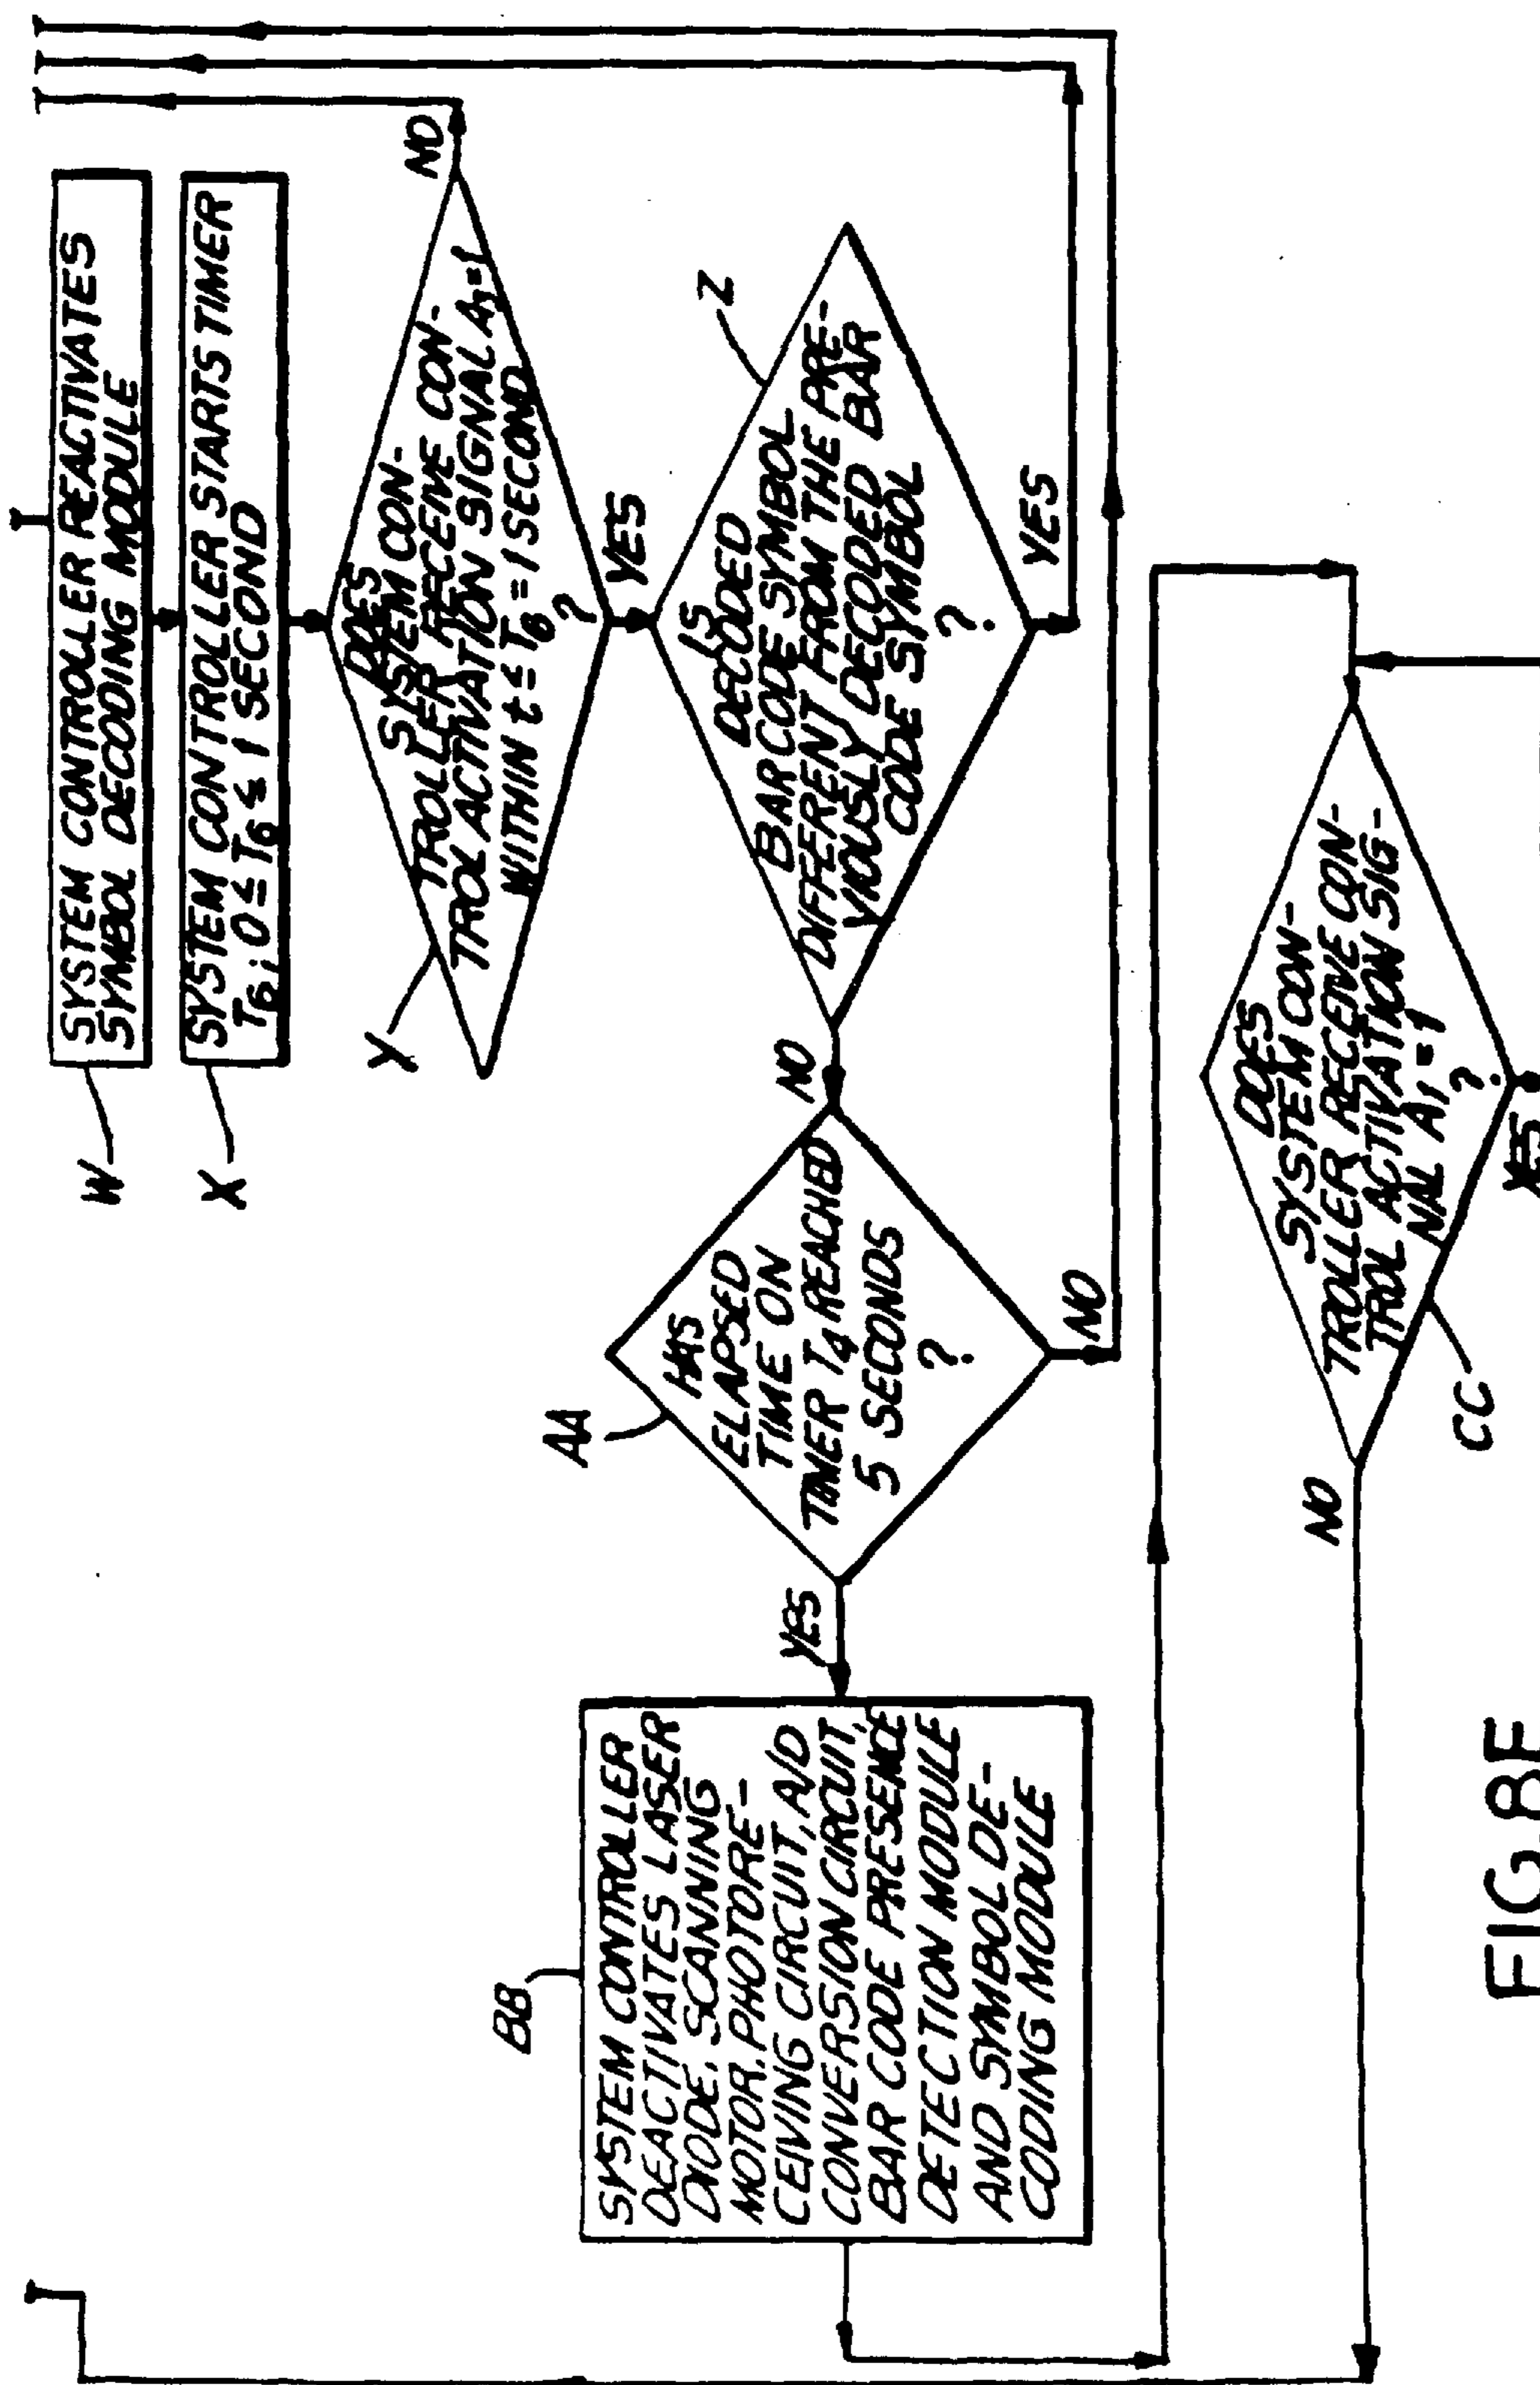 SYSTEM CONTROLLER REACTIVATES
SYMBOL DECODING MODULE
W
SYSTEM CONTROLLER STARTS TIMER
T6; 0 ≤ T6 ≤ 1 SECOND
X
DOES
SYSTEM CON-
TROLLER RECEIVE CON-
TROL ACTIVATION SIGNAL A1=1
WITHIN t ≤ T6 = 1 SECOND
?
Y
NO
YES
IS
DECODED
BAR CODE SYMBOL
DIFFERENT FROM THE PRE-
VIOUSLY DECODED BAR
CODE SYMBOL
?
Z
NO
YES
AA
HAS
ELAPSED
TIME ON
TIMER T4 REACHED
5 SECONDS
?
YES
NO
BB
SYSTEM CONTROLLER
DEACTIVATES LASER
DIODE, SCANNING
MOTOR, PHOTORE-
CEIVING CIRCUIT, A/D
CONVERSION CIRCUIT,
BAR CODE PRESENCE
DETECTION MODULE
AND SYMBOL DE-
CODING MODULE
DOES
SYSTEM CON-
TROLLER RECEIVE CON-
TROL ACTIVATION SIG-
NAL A1=1
?
NO
CC
YES
FIG. 8E